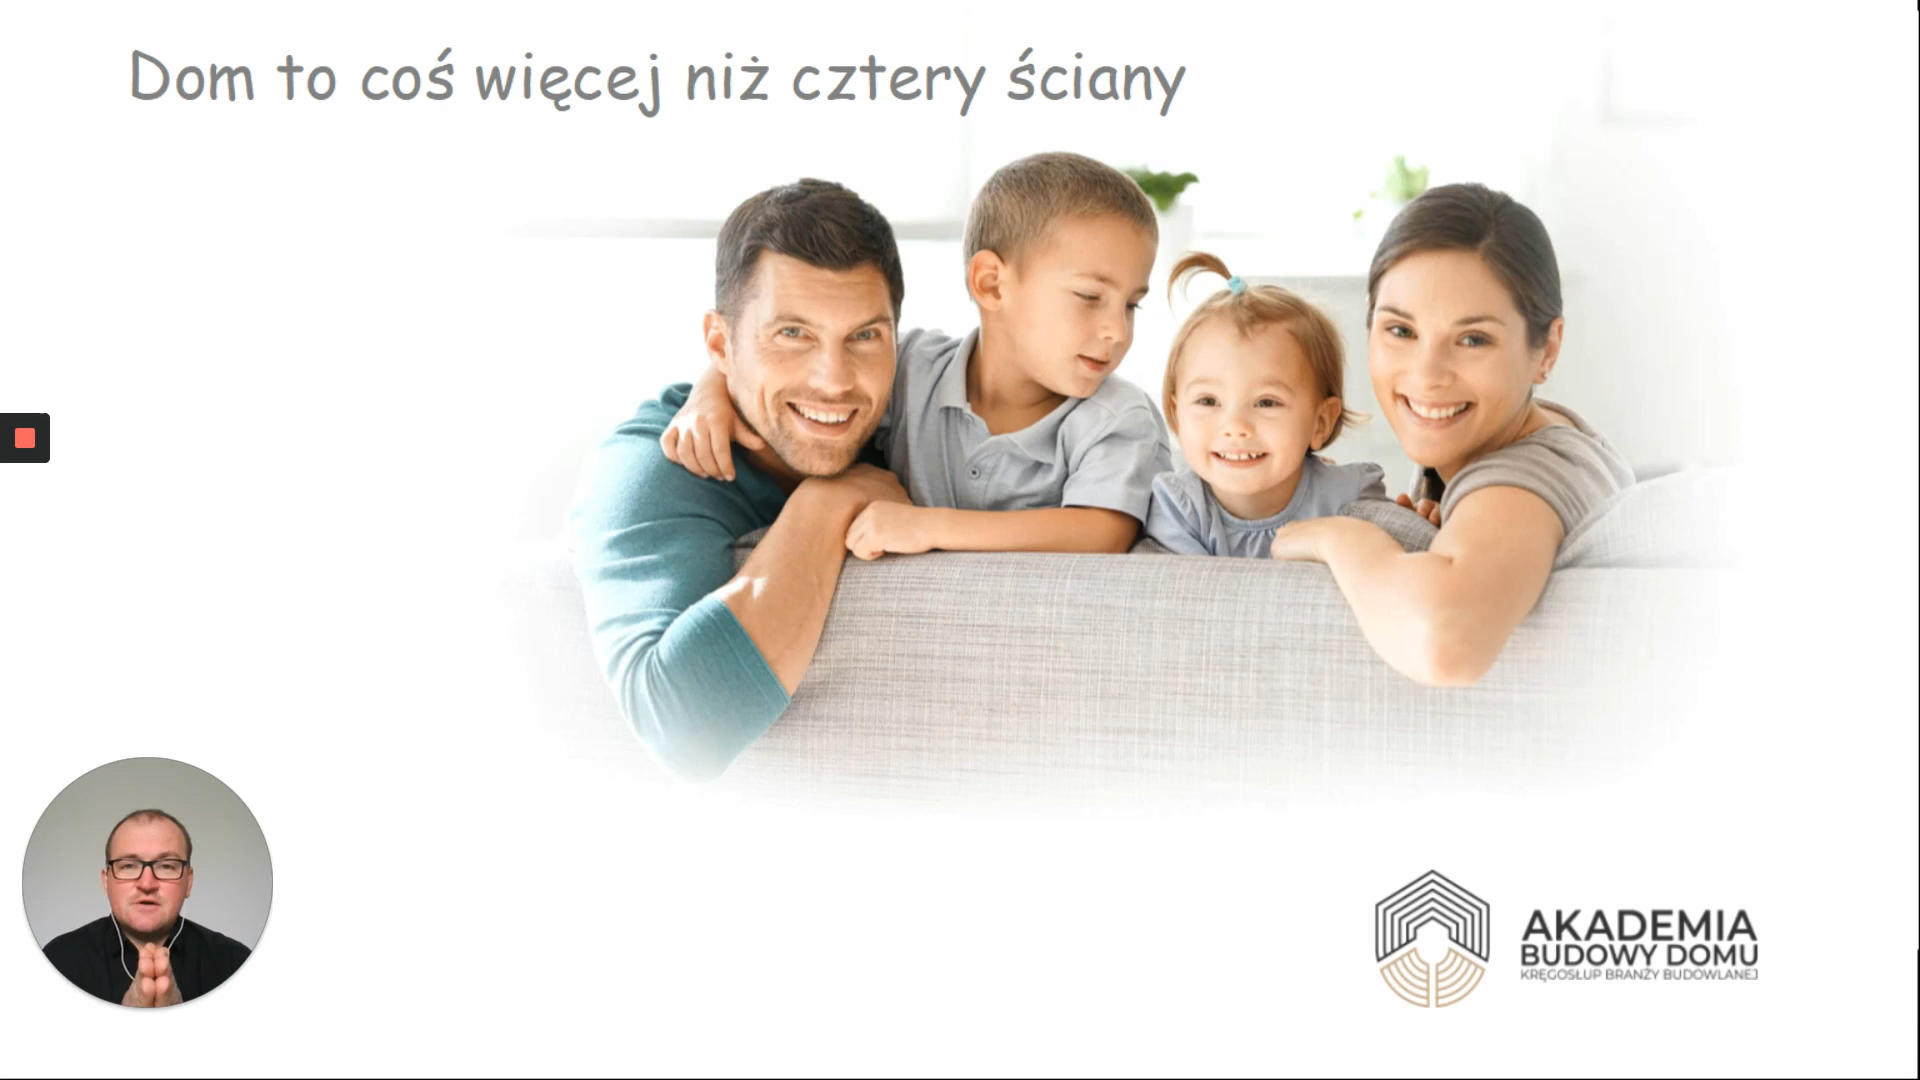 Dom to coś więcej niż cztery ściany
AKADEMIA
BUDOWY DOMU
KRĘGOSŁUP BRANŻY BUDOWLANEJ